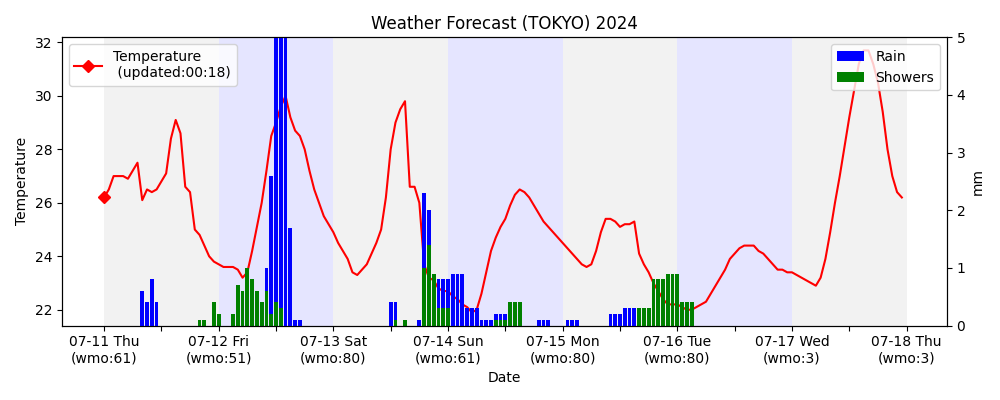 Weather Forecast (TOKYO) 2024
Temperature
(updated:00:18)
Rain
Showers
32
30
28
26
24
22
Temperature
5
4
3
2
1
0
mm
07-11 Thu
(wmo:61)
07-12 Fri
(wmo:51)
07-13 Sat
(wmo:80)
07-14 Sun
(wmo:61)
07-15 Mon
(wmo:80)
07-16 Tue
(wmo:80)
07-17 Wed
(wmo:3)
07-18 Thu
(wmo:3)
Date